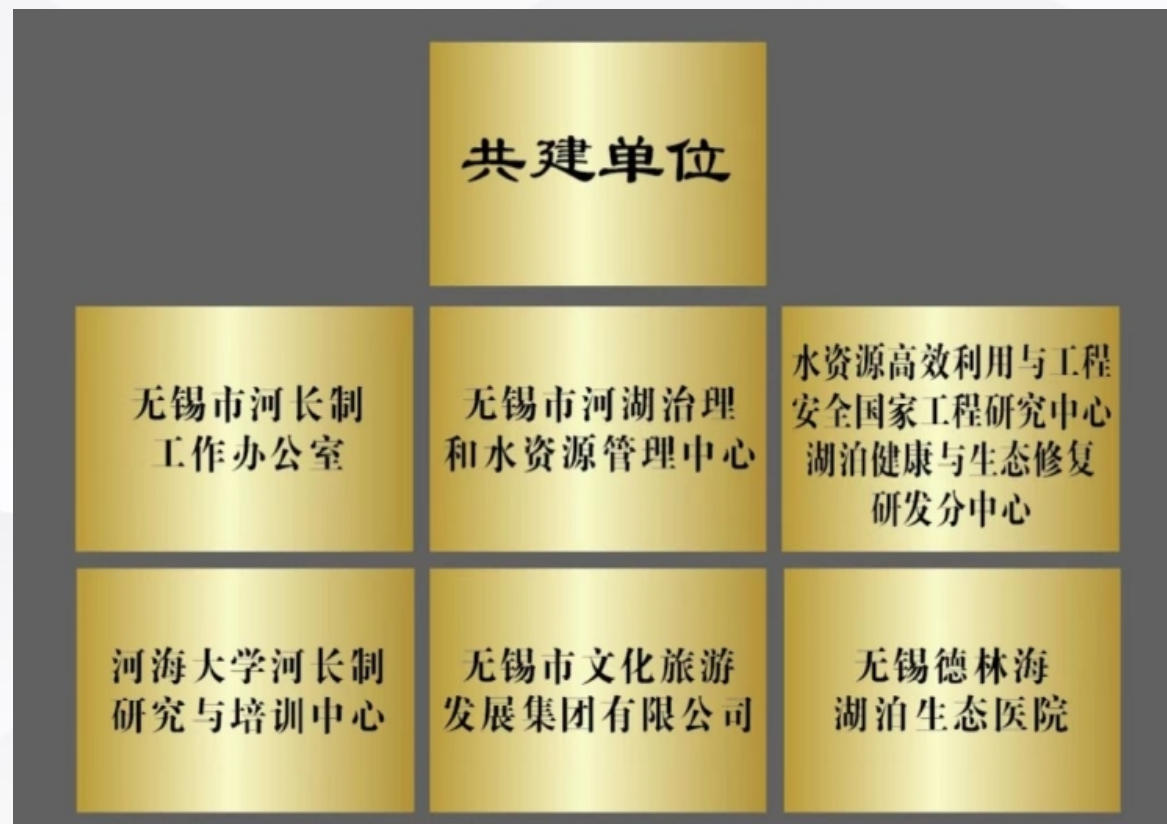 共建单位
无锡市河长制
工作办公室
无锡市河湖治理
和水资源管理中心
水资源高效利用与工程
安全国家工程研究中心
湖泊健康与生态修复
研发分中心
河海大学河长制
研究与培训中心
无锡市文化旅游
发展集团有限公司
无锡德林海
湖泊生态医院